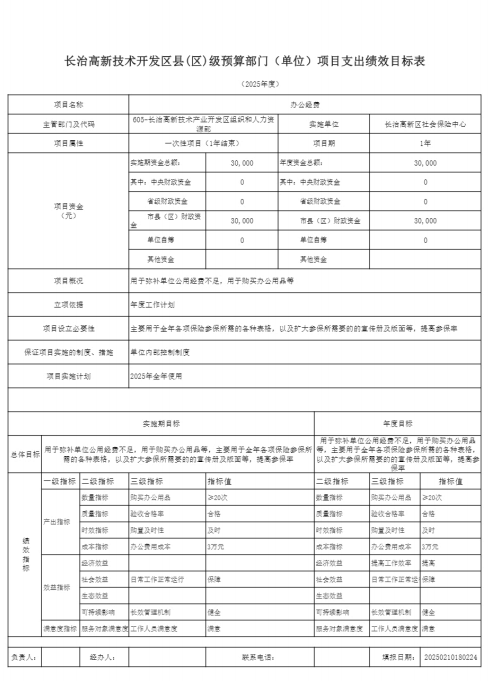 长治高新技术开发区县(区)级预算部门（单位）项目支出绩效目标表
（2025年度）
项目名称 办公经费
主管部门及代码 605-长治高新技术产业开发区组织和人力资源部 实施单位 长治高新区社会保险中心
项目属性 一次性项目（1年结束） 项目期 1年
项目资金（元） 实施期资金总额： 30,000 年度资金总额： 30,000
其中：中央财政资金 0 其中：中央财政资金 0
省级财政资金 0 省级财政资金 0
市县（区）财政资金 30,000 市县（区）财政资金 30,000
单位自筹 0 单位自筹 0
其他资金 其他资金
项目概况 用于弥补单位公用经费不足，用于购买办公用品等
立项依据 年度工作计划
项目设立必要性 主要用于全年各项保险参保所需的各种表格，以及扩大参保所需要的的宣传册及版面等，提高参保率
保证项目实施的制度、措施 单位内部控制制度
项目实施计划 2025年全年使用
实施期目标 年度目标
总体目标 用于弥补单位公用经费不足，用于购买办公用品等，主要用于全年各项保险参保所需的各种表格，以及扩大参保所需要的的宣传册及版面等，提高参保率 用于弥补单位公用经费不足，用于购买办公用品等，主要用于全年各项保险参保所需的各种表格，以及扩大参保所需要的的宣传册及版面等，提高参保率
绩效指标 一级指标 二级指标 三级指标 指标值 二级指标 三级指标 指标值
产出指标 数量指标 购买办公用品 ≥20次 数量指标 购买办公用品 ≥20次
质量指标 验收合格率 合格 质量指标 验收合格率 合格
时效指标 购置及时性 及时 时效指标 购置及时性 及时
成本指标 办公费用成本 3万元 成本指标 办公费用成本 3万元
效益指标 经济效益 经济效益 提高工作效率 提高
社会效益 日常工作正常运行 保障 社会效益 日常工作正常运 保障
生态效益 生态效益
可持续影响 长效管理机制 健全 可持续影响 长效管理机制 健全
满意度指标 服务对象满意度 工作人员满意度 满意 服务对象满意度 工作人员满意度 满意
负责人： 经办人： 联系电话： 填报日期： 20250210180224